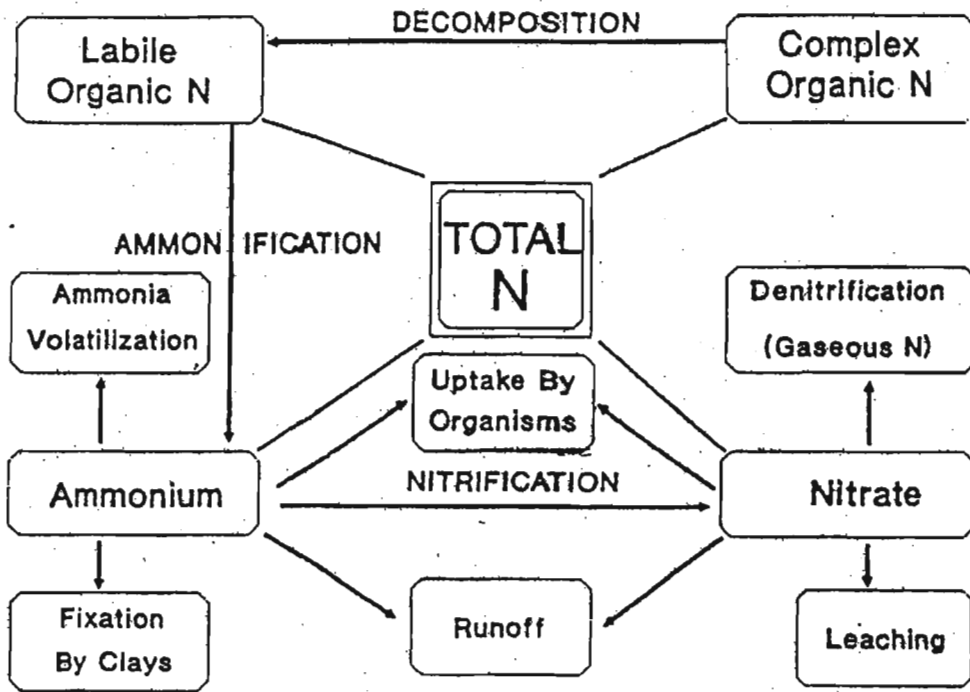 DECOMPOSITION
Labile
Organic N
Complex
Organic N
TOTAL
N
AMMON IFICATION
Ammonia
Volatilization
Denitrification
(Gaseous N)
Uptake By
Organisms
Ammonium
NITRIFICATION
Nitrate
Fixation
By Clays
Runoff
Leaching